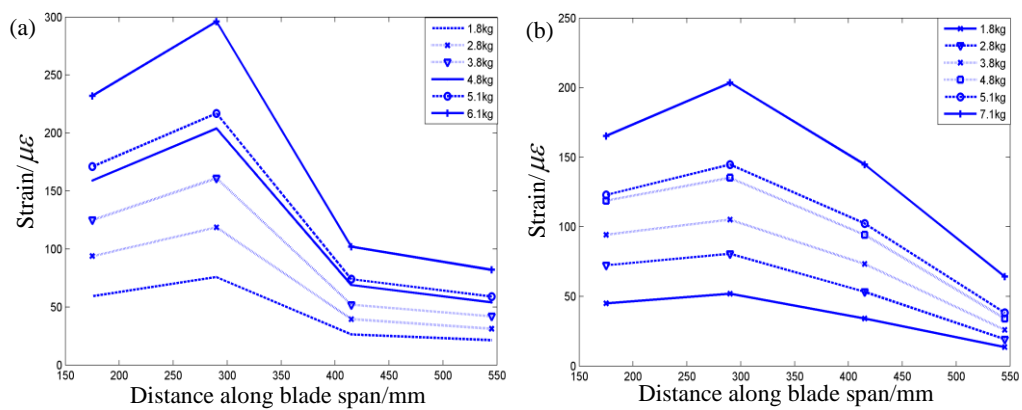 (a)
300
250
200
150
100
50
0
Strain/με
150 200 250 300 350 400 450 500 550
Distance along blade span/mm
1.8kg
2.8kg
3.8kg
4.8kg
5.1kg
6.1kg
(b)
250
200
150
100
50
0
Strain/με
150 200 250 300 350 400 450 500 550
Distance along blade span/mm
1.8kg
2.8kg
3.8kg
4.8kg
5.1kg
7.1kg